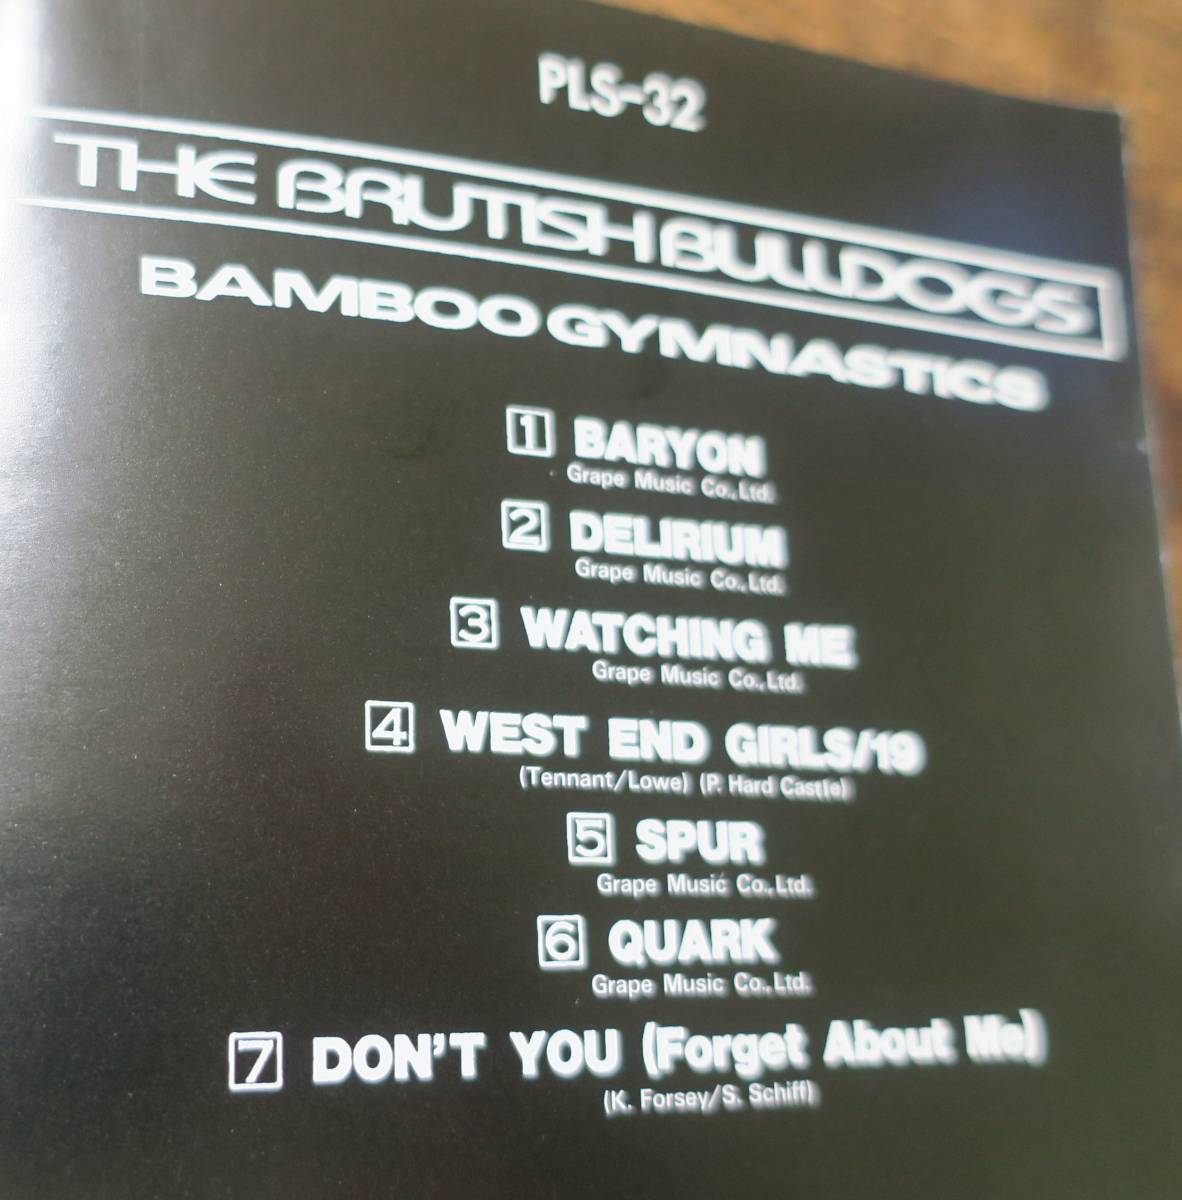 PLS-32
THE BRUTISH BULLDOGS
BAMBOO GYMNASTICS
1 BARYON
Grape Music Co.,Ltd.
2 DELIRIUM
Grape Music Co.,Ltd.
3 WATCHING ME
Grape Music Co.,Ltd.
4 WEST END GIRLS/19
(Tennant/Lowe) (P. Hard Castle)
5 SPUR
Grape Music Co.,Ltd.
6 QUARK
Grape Music Co.,Ltd.
7 DON'T YOU (Forget About Me)
(K. Forsey/S. Schiff)